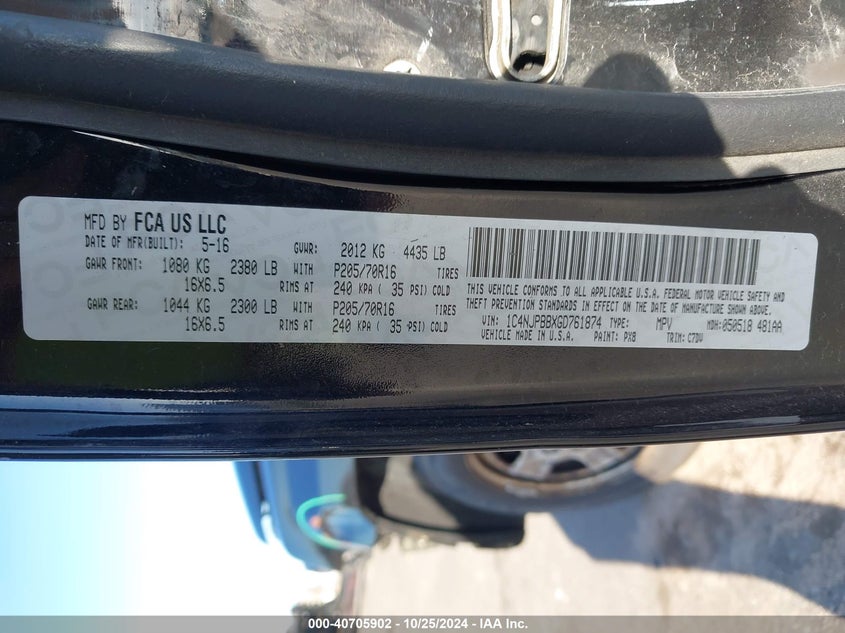 MFD BY FCA US LLC
DATE OF MFR(BUILT): 5-16 GVWR: 2012 KG 4435 LB
GAWR FRONT: 1080 KG 2380 LB WITH P205/70R16 TIRES
16X6.5 RIMS AT 240 KPA ( 35 PSI) COLD
GAWR REAR: 1044 KG 2300 LB WITH P205/70R16 TIRES
16X6.5 RIMS AT 240 KPA ( 35 PSI) COLD
THIS VEHICLE CONFORMS TO ALL APPLICABLE U.S.A. FEDERAL MOTOR VEHICLE SAFETY AND
THEFT PREVENTION STANDARDS IN EFFECT ON THE DATE OF MANUFACTURE SHOWN ABOVE.
VIN: 1C4NJPBBXGD761874 TYPE: MPV MDH:050518 481AA
VEHICLE MADE IN U.S.A. PAINT: PX8 TRIM: C7DV
000-40705902 - 10/25/2024 - IAA Inc.